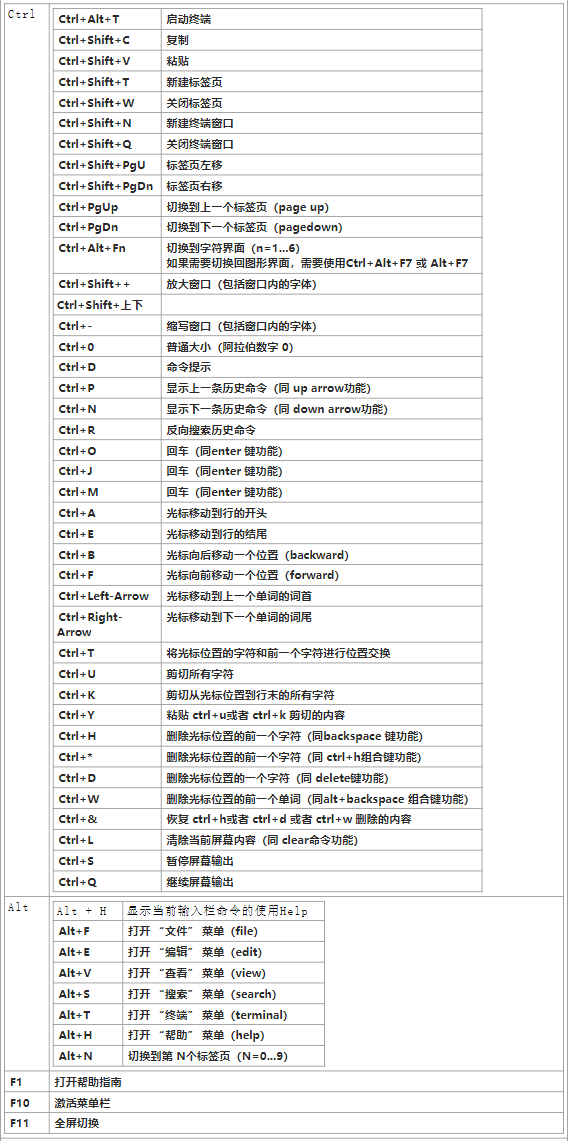 Ctrl
Ctrl+Alt+T 启动终端
Ctrl+Shift+C 复制
Ctrl+Shift+V 粘贴
Ctrl+Shift+T 新建标签页
Ctrl+Shift+W 关闭标签页
Ctrl+Shift+N 新建终端窗口
Ctrl+Shift+Q 关闭终端窗口
Ctrl+Shift+PgU 标签页左移
Ctrl+Shift+PgDn 标签页右移
Ctrl+PgUp 切换到上一个标签页（page up）
Ctrl+PgDn 切换到下一个标签页（pagedown）
Ctrl+Alt+Fn 切换到字符界面（n=1...6）
如果需要切换回图形界面，需要使用Ctrl+Alt+F7 或 Alt+F7
Ctrl+Shift++ 放大窗口（包括窗口内的字体）
Ctrl+Shift+上下
Ctrl+- 缩写窗口（包括窗口内的字体）
Ctrl+0 普通大小（阿拉伯数字 0）
Ctrl+D 命令提示
Ctrl+P 显示上一条历史命令（同 up arrow功能）
Ctrl+N 显示下一条历史命令（同 down arrow功能）
Ctrl+R 反向搜索历史命令
Ctrl+O 回车（同enter 键功能）
Ctrl+J 回车（同enter 键功能）
Ctrl+M 回车（同enter 键功能）
Ctrl+A 光标移动到行的开头
Ctrl+E 光标移动到行的结尾
Ctrl+B 光标向后移动一个位置（backward）
Ctrl+F 光标向前移动一个位置（forward）
Ctrl+Left-Arrow 光标移动到上一个单词的词首
Ctrl+Right- 光标移动到下一个单词的词尾
Arrow
Ctrl+T 将光标位置的字符和前一个字符进行位置交换
Ctrl+U 剪切所有字符
Ctrl+K 剪切从光标位置到行末的所有字符
Ctrl+Y 粘贴 ctrl+u或者 ctrl+k 剪切的内容
Ctrl+H 删除光标位置的前一个字符（同backspace 键功能）
Ctrl+* 删除光标位置的前一个字符（同 ctrl+h组合键功能）
Ctrl+D 删除光标位置的一个字符（同 delete键功能）
Ctrl+W 删除光标位置的前一个单词（同alt+backspace 组合键功能）
Ctrl+& 恢复 ctrl+h或者 ctrl+d 或者 ctrl+w 删除的内容
Ctrl+L 清除当前屏幕内容（同 clear命令功能）
Ctrl+S 暂停屏幕输出
Ctrl+Q 继续屏幕输出
Alt
Alt + H 显示当前输入栏命令的使用Help
Alt+F 打开 “文件” 菜单（file）
Alt+E 打开 “编辑” 菜单（edit）
Alt+V 打开 “查看” 菜单（view）
Alt+S 打开 “搜索” 菜单（search）
Alt+T 打开 “终端” 菜单（terminal）
Alt+H 打开 “帮助” 菜单（help）
Alt+N 切换到第 N个标签页（N=0...9）
F1 打开帮助指南
F10 激活菜单栏
F11 全屏切换